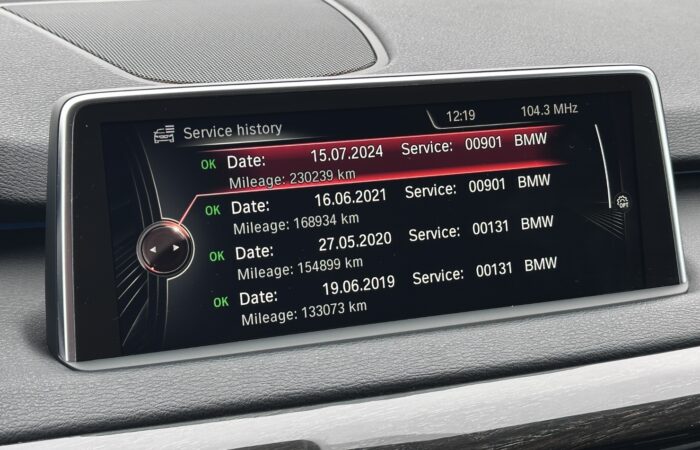 Service history 12:19 104.3 MHz
OK Date: 15.07.2024 Service: 00901 BMW
Mileage: 230239 km
OK Date: 16.06.2021 Service: 00901 BMW
Mileage: 168934 km
OK Date: 27.05.2020 Service: 00131 BMW
Mileage: 154899 km
OK Date: 19.06.2019 Service: 00131 BMW
Mileage: 133073 km
OPT